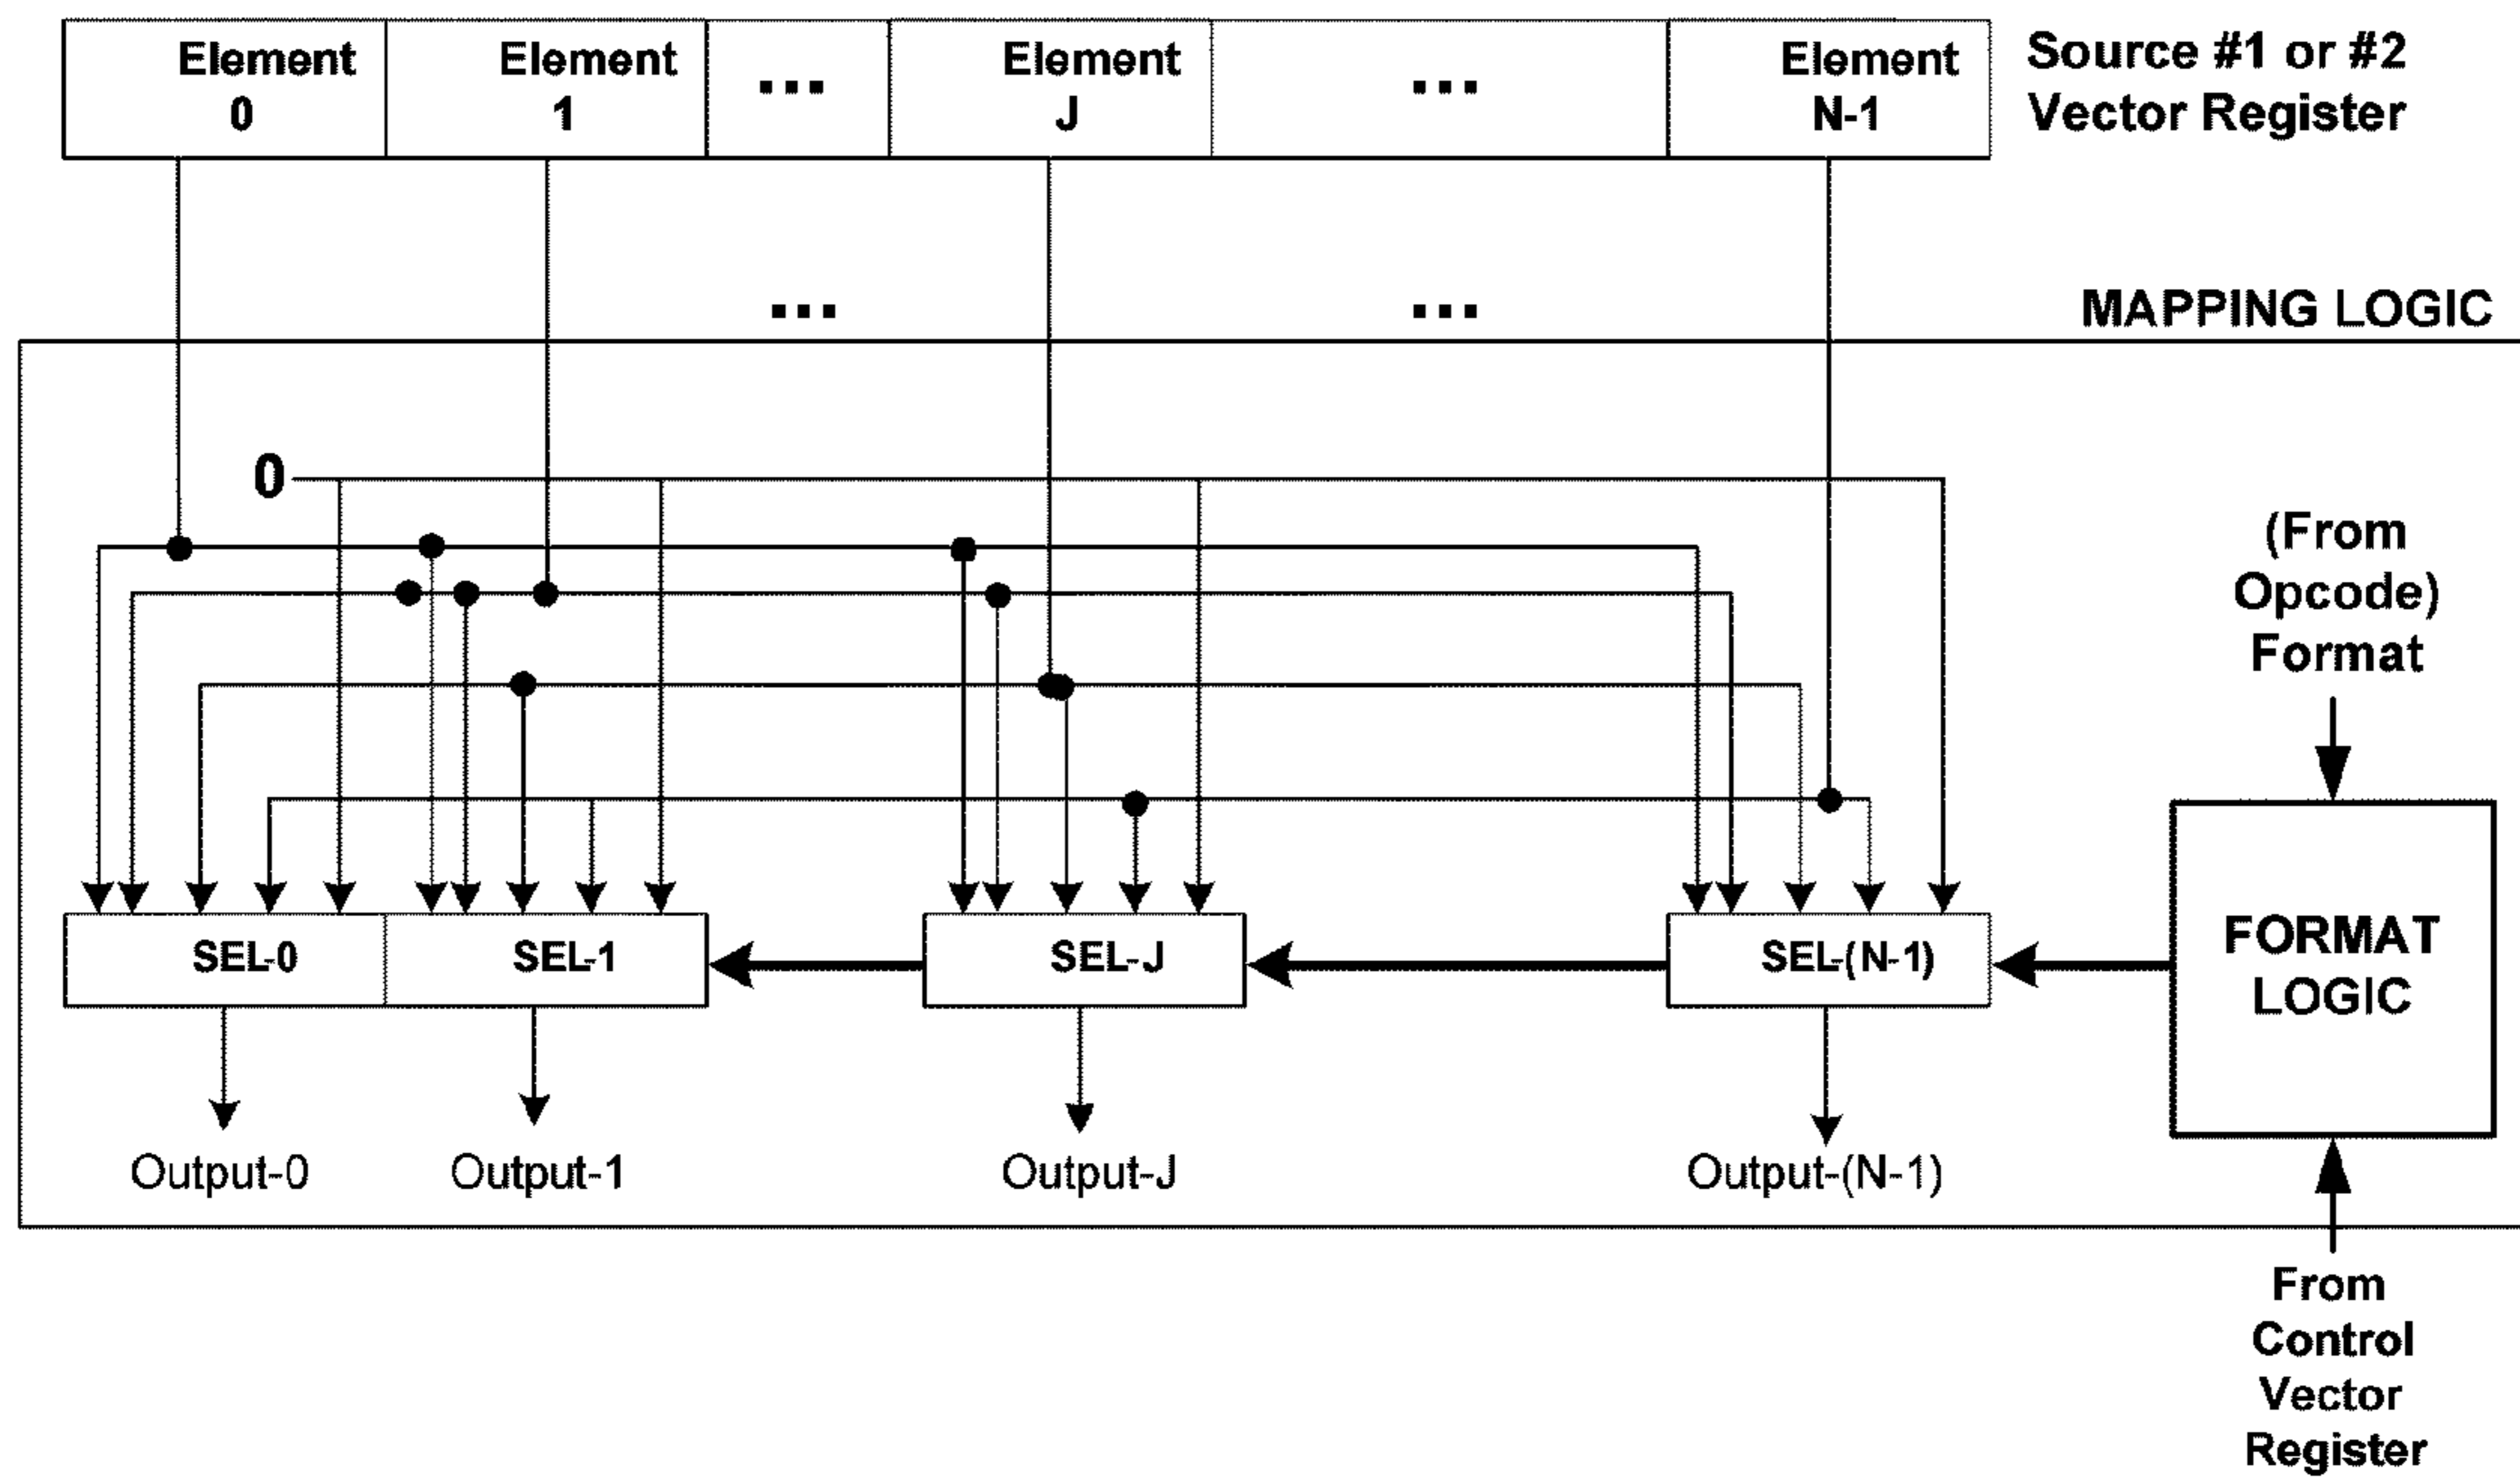 Element 0
Element 1
...
Element J
...
Element N-1
Source #1 or #2
Vector Register
...
...
MAPPING LOGIC
0
(From
Opcode)
Format
SEL-0
SEL-1
SEL-J
SEL-(N-1)
FORMAT
LOGIC
Output-0
Output-1
Output-J
Output-(N-1)
From
Control
Vector
Register